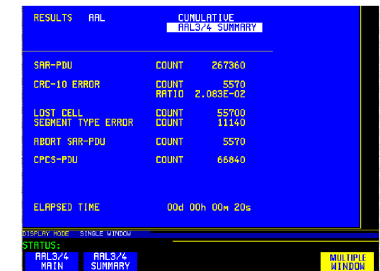 RESULTS AAL CUMULATIVE
AAL3/4 SUMMARY
SAR-PDU COUNT 267360
CRC-10 ERROR COUNT 5570
RATIO 2.083E-02
LOST CELL COUNT 55700
SEGMENT TYPE ERROR COUNT 11140
ABORT SAR-PDU COUNT 5570
CPCS-PDU COUNT 66840
ELAPSED TIME 00d 00h 00m 20s
DISPLAY MODE SINGLE WINDOW
STATUS:
AAL3/4 MAIN
AAL3/4 SUMMARY
MULTIPLE WINDOW